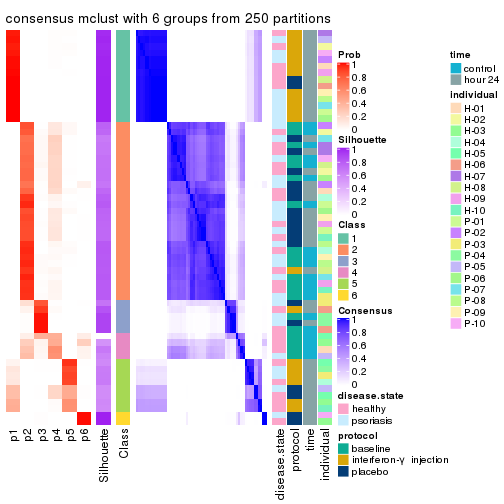 consensus mclust with 6 groups from 250 partitions
Prob
1
0.8
0.6
0.4
0.2
0
Silhouette
1
0.8
0.6
0.4
0.2
0
Class
1
2
3
4
5
6
Consensus
1
0.8
0.6
0.4
0.2
0
disease.state
healthy
psoriasis
protocol
baseline
interferon-γ injection
placebo
time
control
hour 24
individual
H-01
H-02
H-03
H-04
H-05
H-06
H-07
H-08
H-09
H-10
P-01
P-02
P-03
P-04
P-05
P-06
P-07
P-08
P-09
P-10
p1
p2
p3
p4
p5
p6
Silhouette
Class
disease.state
protocol
time
individual